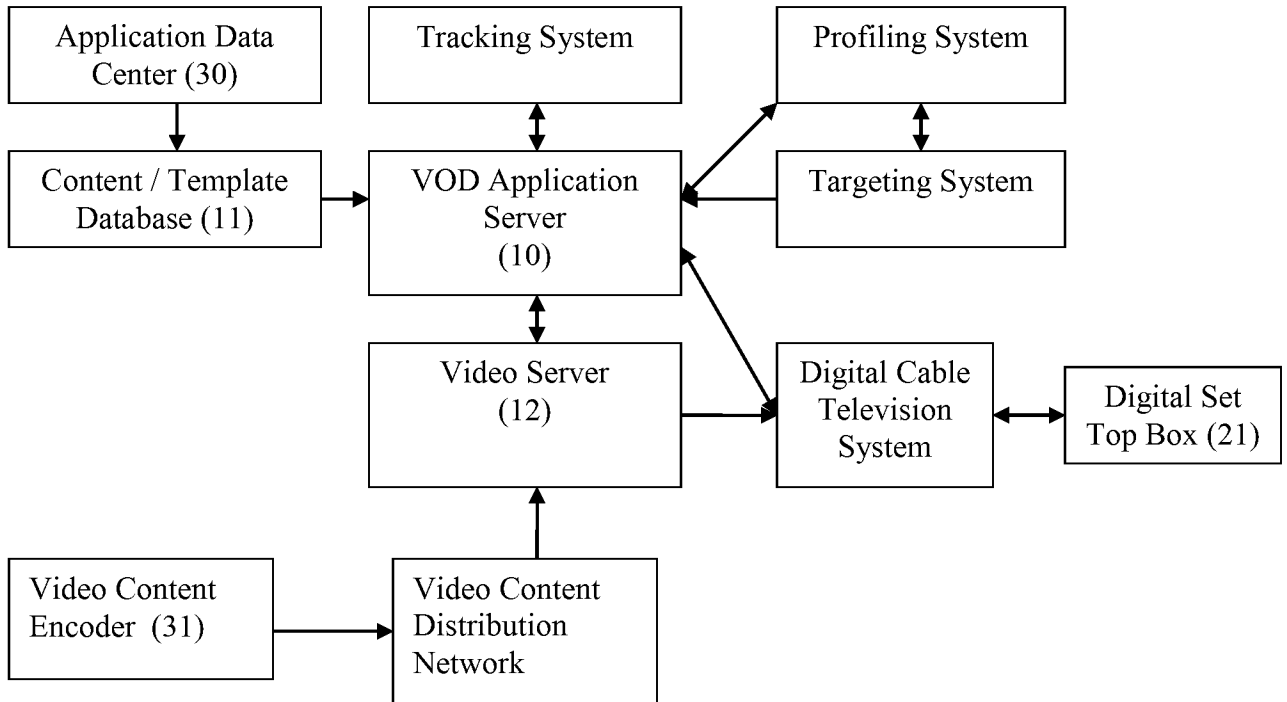 Application Data
Center (30)
Tracking System
Profiling System
Content / Template
Database (11)
VOD Application
Server
(10)
Targeting System
Video Server
(12)
Digital Cable
Television
System
Digital Set
Top Box (21)
Video Content
Encoder (31)
Video Content
Distribution
Network